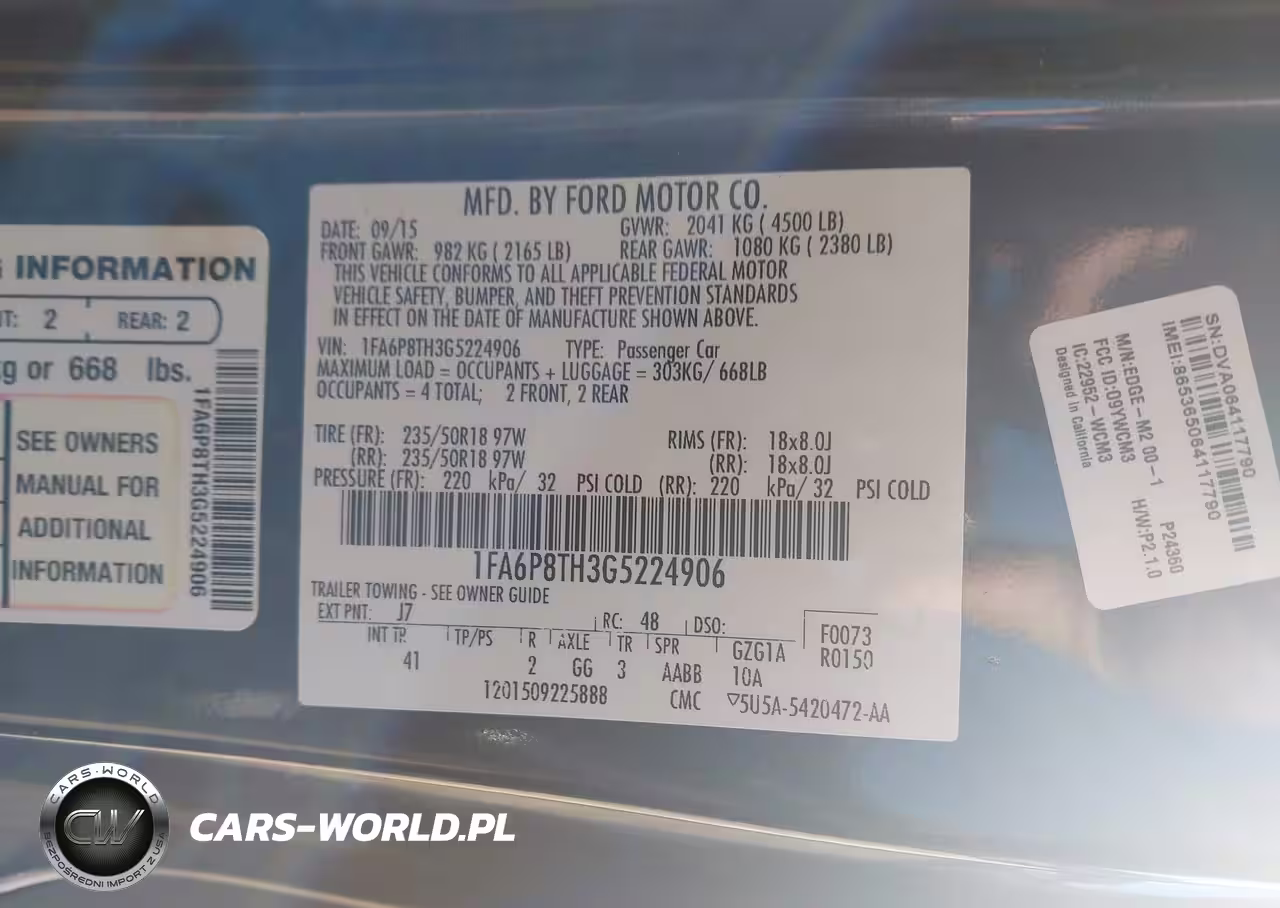 INFORMATION
2 REAR: 2
or 668 lbs.
SEE OWNERS
MANUAL FOR
ADDITIONAL
INFORMATION
1FA6P8TH3G5224906
MFD. BY FORD MOTOR CO.
DATE: 09/15 GVWR: 2041 KG ( 4500 LB)
FRONT GAWR: 982 KG ( 2165 LB) REAR GAWR: 1080 KG ( 2380 LB)
THIS VEHICLE CONFORMS TO ALL APPLICABLE FEDERAL MOTOR
VEHICLE SAFETY, BUMPER, AND THEFT PREVENTION STANDARDS
IN EFFECT ON THE DATE OF MANUFACTURE SHOWN ABOVE.
VIN: 1FA6P8TH3G5224906 TYPE: Passenger Car
MAXIMUM LOAD = OCCUPANTS + LUGGAGE = 303KG/ 668LB
OCCUPANTS = 4 TOTAL; 2 FRONT, 2 REAR
TIRE (FR): 235/50R18 97W RIMS (FR): 18x8.0J
(RR): 235/50R18 97W (RR): 18x8.0J
PRESSURE (FR): 220 kPa/ 32 PSI COLD (RR): 220 kPa/ 32 PSI COLD
1FA6P8TH3G5224906
TRAILER TOWING - SEE OWNER GUIDE
EXT PNT: J7 RC: 48 DSO:
INT TR TP/PS R AXLE TR SPR GZG1A
41 2 GG 3 AABB 10A
F0073
R0150
1201509225888 CMC ▽5U5A-5420472-AA
SN:DVA064117790
IMEI:865365064117790
M/N:EDGE-M2 00-1 P24360
FCC ID:09YWCM3 H/W:P2.1.0
IC:22952-WCM3
Designed in California
CARS-WORLD
CW
BEZPOŚREDNI IMPORT Z USA
CARS-WORLD.PL